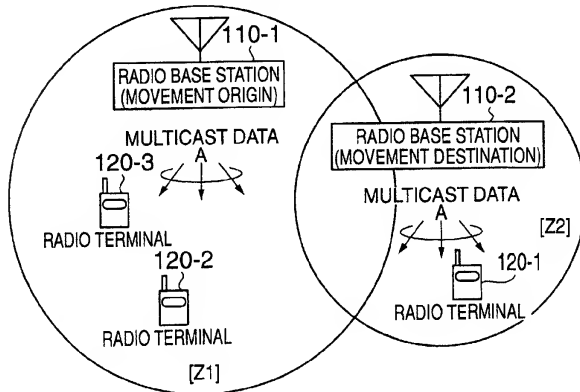 110-1
RADIO BASE STATION
(MOVEMENT ORIGIN)
110-2
RADIO BASE STATION
(MOVEMENT DESTINATION)
MULTICAST DATA
A
120-3
RADIO TERMINAL
MULTICAST DATA
A
[Z2]
120-2
RADIO TERMINAL
120-1
RADIO TERMINAL
[Z1]